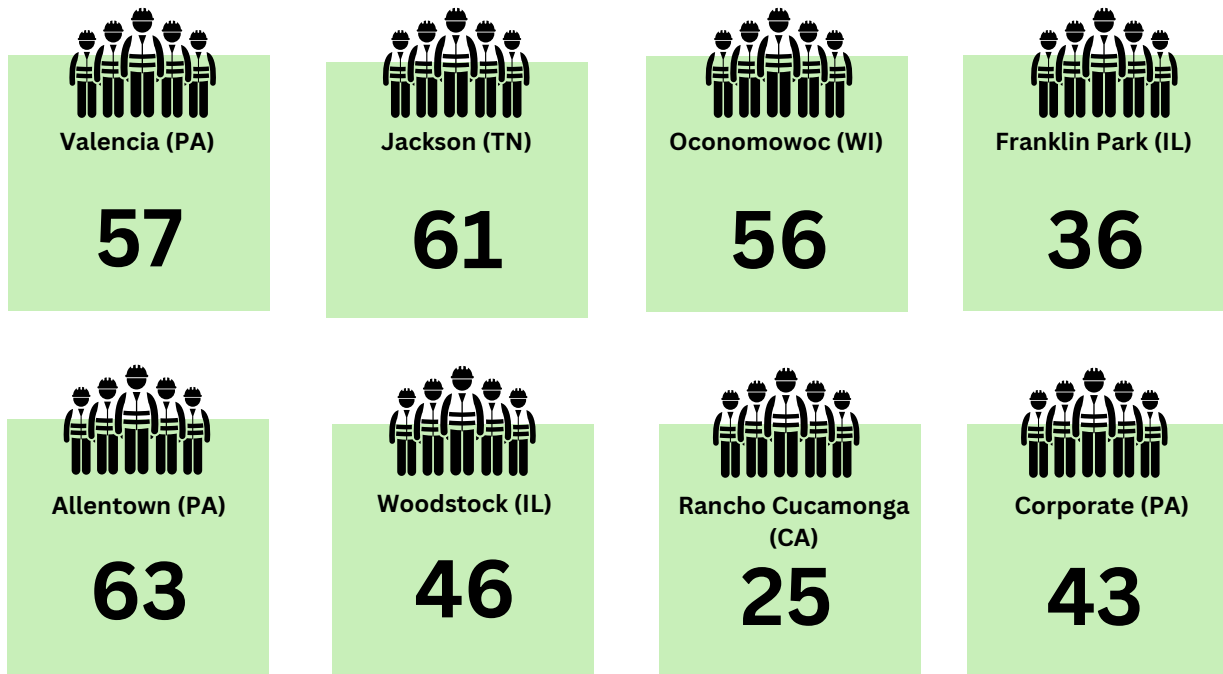 Valencia (PA)
57
Jackson (TN)
61
Oconomowoc (WI)
56
Franklin Park (IL)
36
Allentown (PA)
63
Woodstock (IL)
46
Rancho Cucamonga
(CA)
25
Corporate (PA)
43